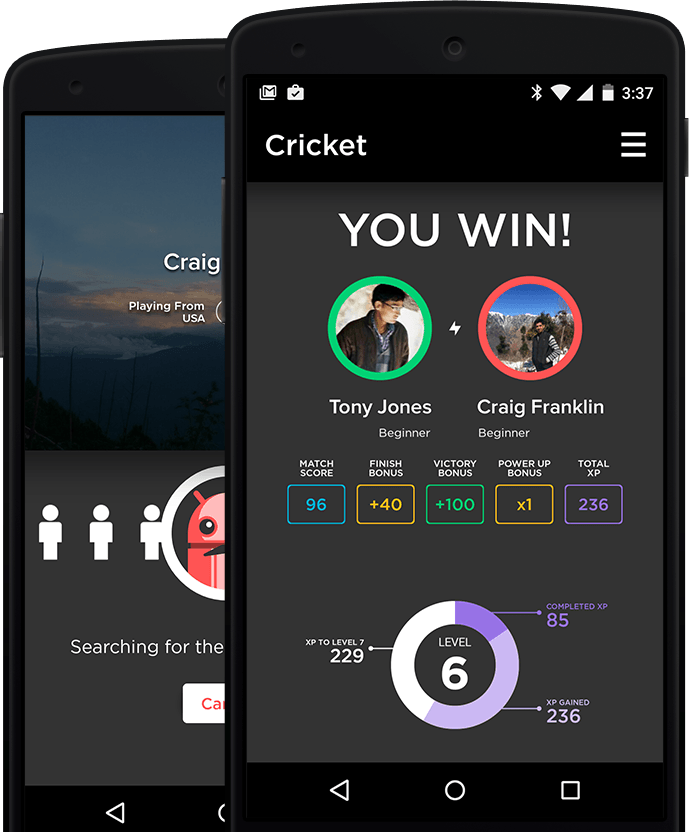 Craig
Playing From
USA
Searching for the
3:37
Cricket
YOU WIN!
Tony Jones
Beginner
Craig Franklin
Beginner
MATCH
SCORE
96
FINISH
BONUS
+40
VICTORY
BONUS
+100
POWER UP
BONUS
x1
TOTAL
XP
236
COMPLETED XP
85
XP TO LEVEL 7
229
LEVEL
6
XP GAINED
236